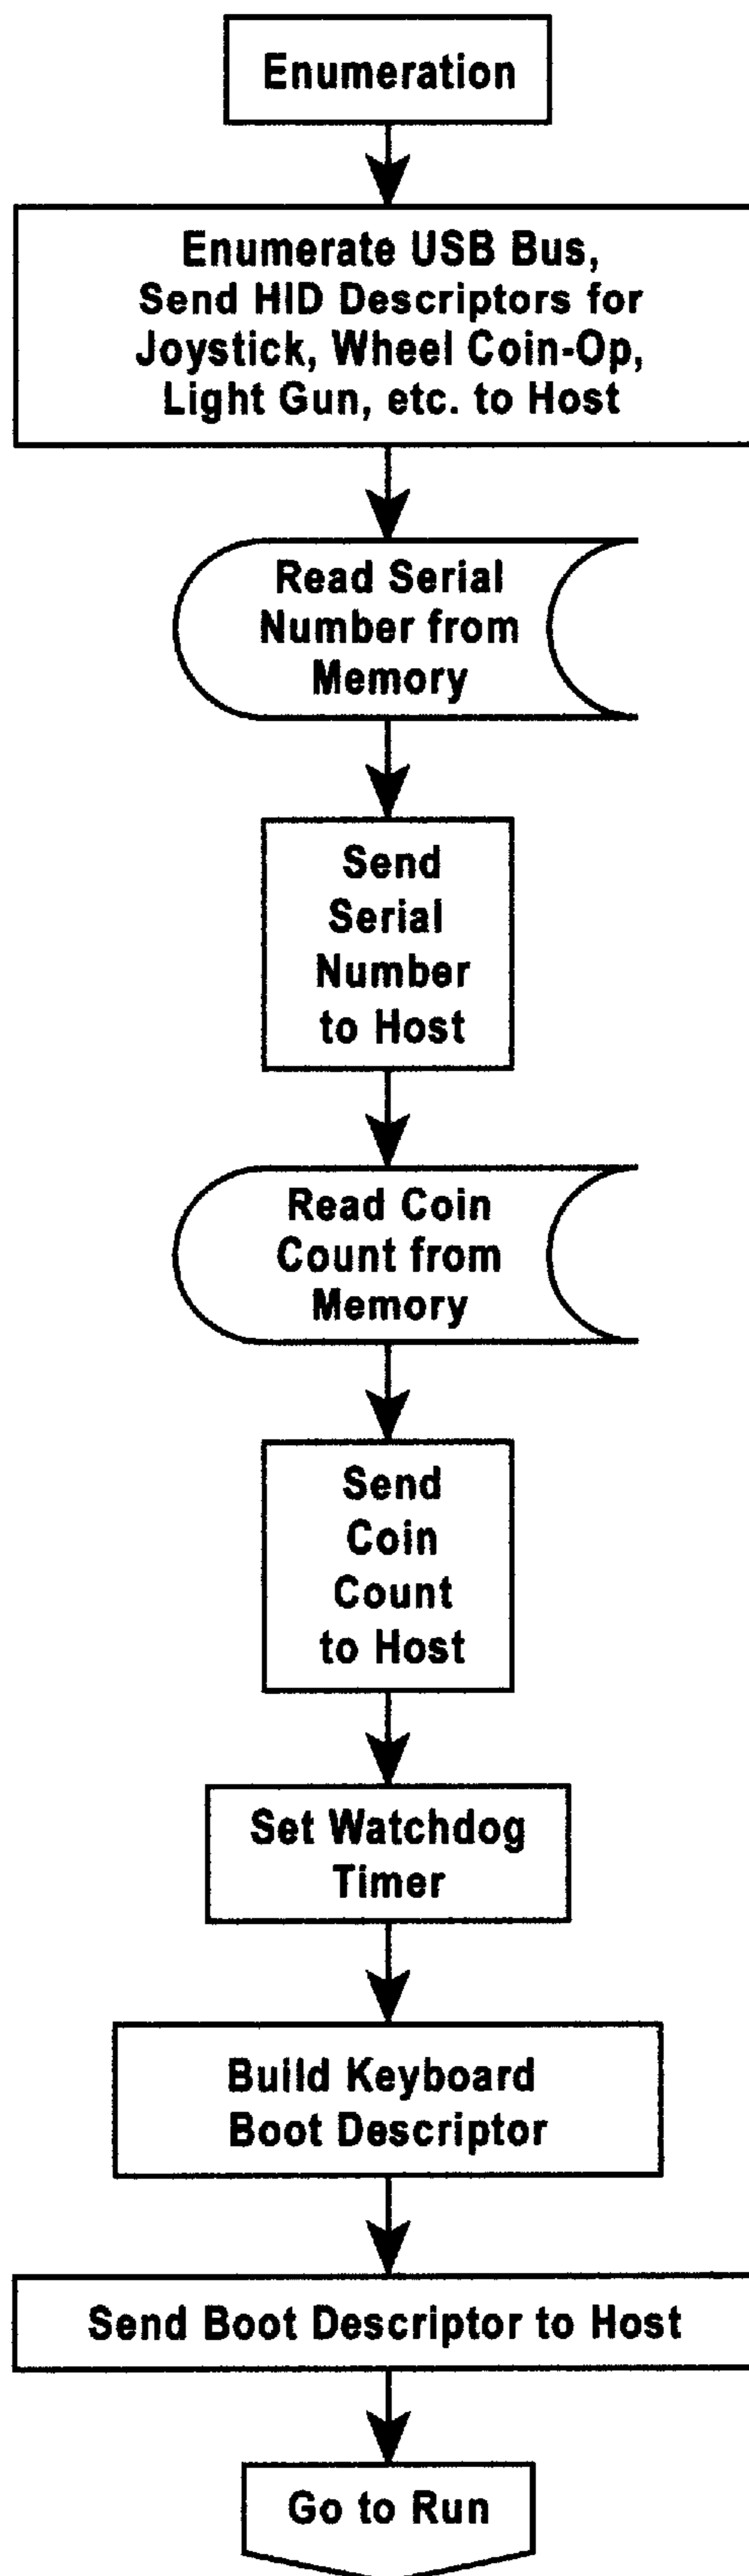 Enumeration
Enumerate USB Bus,
Send HID Descriptors for
Joystick, Wheel Coin-Op,
Light Gun, etc. to Host
Read Serial
Number from
Memory
Send
Serial
Number
to Host
Read Coin
Count from
Memory
Send
Coin
Count
to Host
Set Watchdog
Timer
Build Keyboard
Boot Descriptor
Send Boot Descriptor to Host
Go to Run